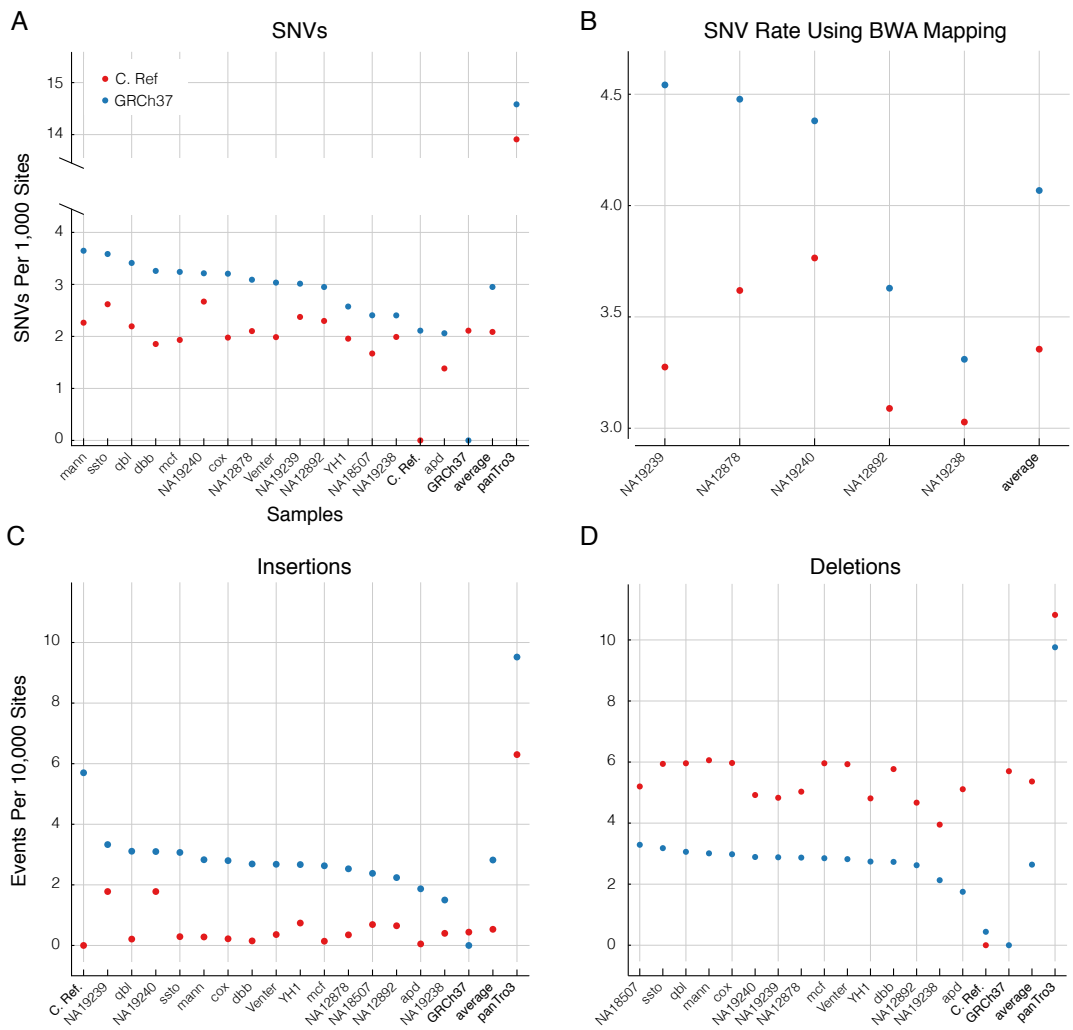 A
SNVs
C. Ref
GRCh37
SNVs Per 1,000 Sites
15
14
4
3
2
1
0
mann
ssto
qbl
dbb
mcf
NA19240
cox
NA12878
Venter
NA19239
NA12892
YH1
NA18507
NA19238
C. Ref.
apd
GRCh37
average
panTro3
Samples
B
SNV Rate Using BWA Mapping
4.5
4.0
3.5
3.0
NA19239
NA12878
NA19240
NA12892
NA19238
average
C
Insertions
Events Per 10,000 Sites
10
8
6
4
2
0
C. Ref.
NA19239
qbl
NA19240
ssto
mann
cox
dbb
Venter
YH1
mcf
NA12878
NA18507
NA12892
apd
NA19238
GRCh37
average
panTro3
D
Deletions
10
8
6
4
2
0
NA18507
ssto
qbl
mann
cox
NA19240
NA19239
NA12878
mcf
Venter
YH1
dbb
NA12892
NA19238
apd
C. Ref.
GRCh37
average
panTro3